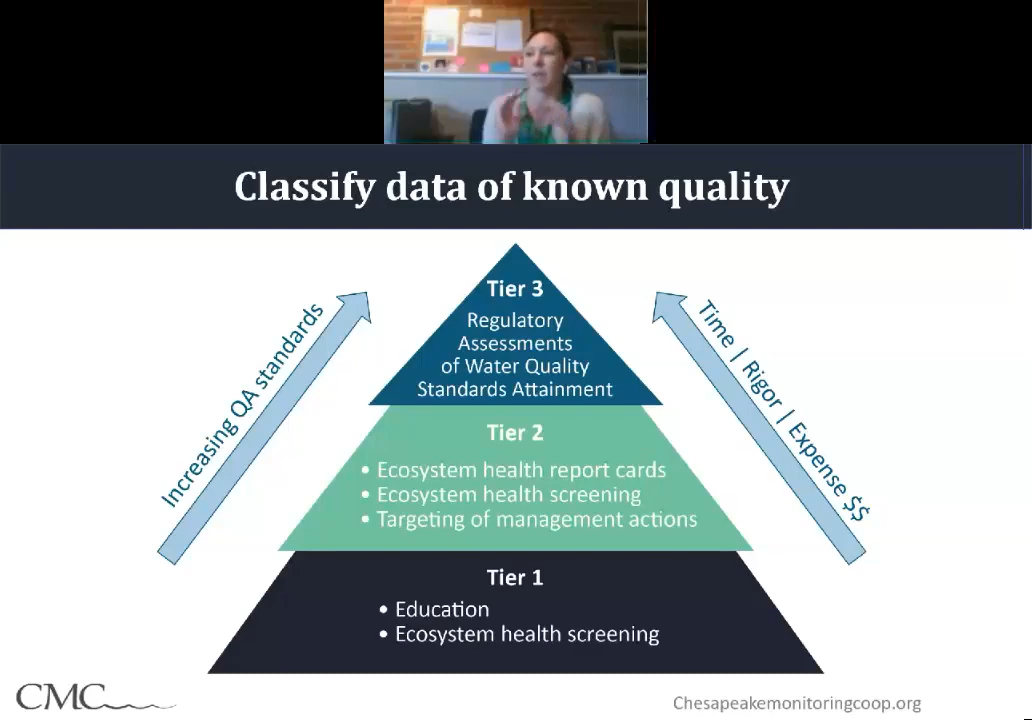 Classify data of known quality
Tier 3
Regulatory
Assessments
of Water Quality
Standards Attainment
Increasing QA standards
Time | Rigor | Expense $$
Tier 2
• Ecosystem health report cards
• Ecosystem health screening
• Targeting of management actions
Tier 1
• Education
• Ecosystem health screening
CMC
Chesapeakemonitoringcoop.org